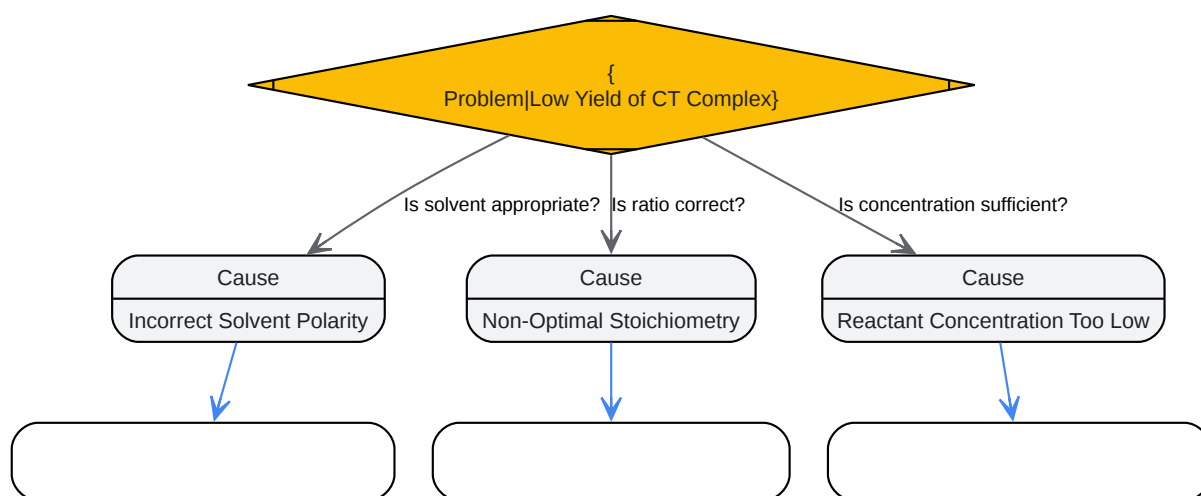 {
Problem|Low Yield of CT Complex}
Is solvent appropriate?
Is ratio correct?
Is concentration sufficient?
Cause
Incorrect Solvent Polarity
Cause
Non-Optimal Stoichiometry
Cause
Reactant Concentration Too Low